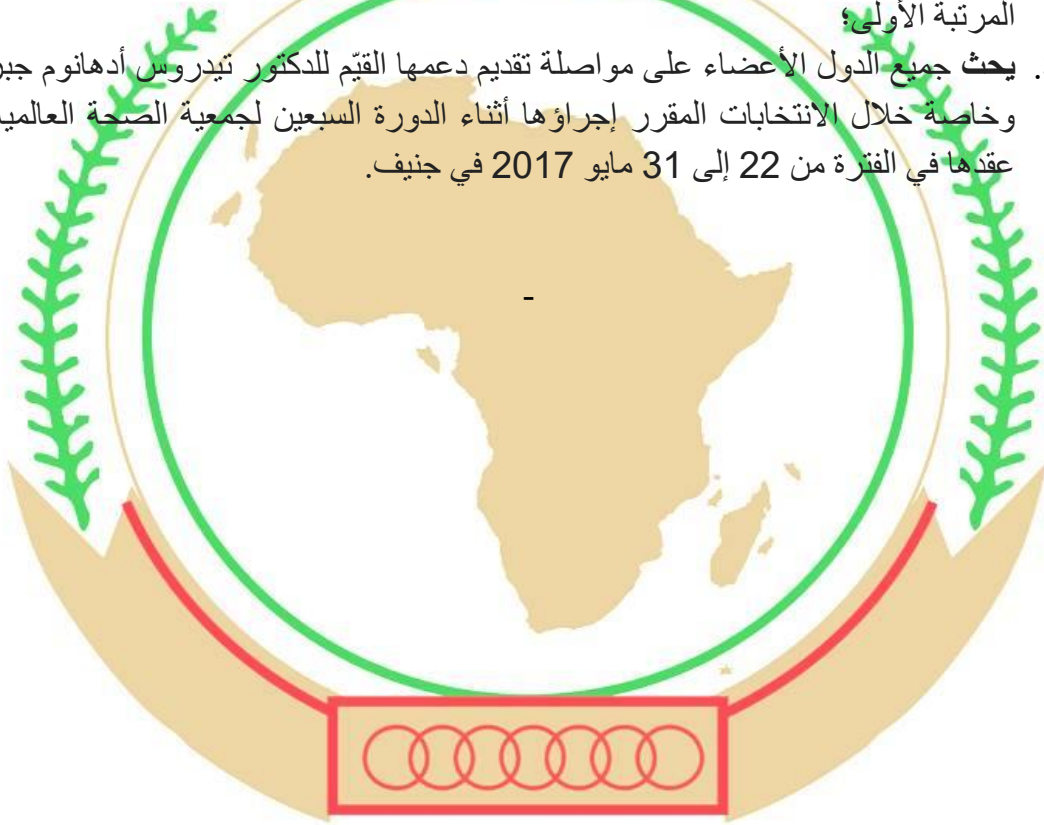 المرتبة الأولى؛
. يحث جميع الدول الأعضاء على مواصلة تقديم دعمها القيّم للدكتور تيدروس أدهانوم
وخاصة خلال الانتخابات المقرر إجراؤها أثناء الدورة السبعين لجمعية الصحة
عقدها في الفترة من 22 إلى 31 مايو 2017 في جنيف.
-